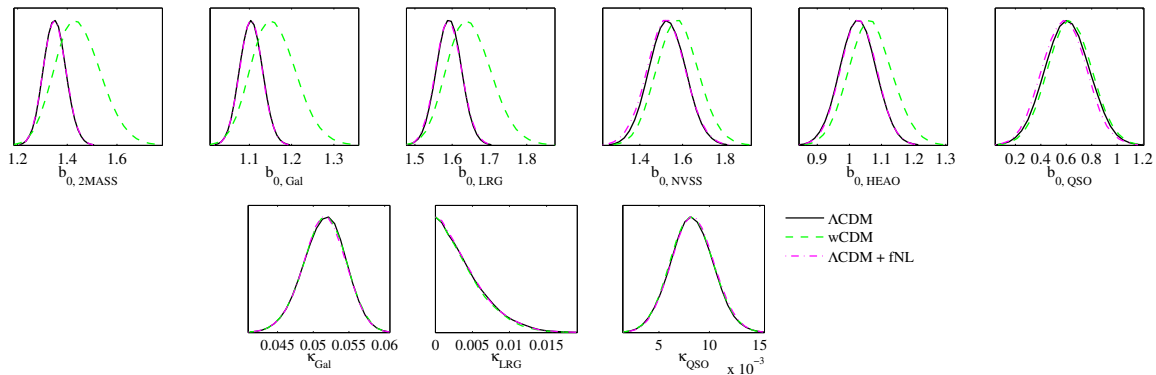 1.2 1.4 1.6
b0, 2MASS
1.1 1.2 1.3
b0, Gal
1.5 1.6 1.7 1.8
b0, LRG
1.4 1.6 1.8
b0, NVSS
0.9 1 1.1 1.2 1.3
b0, HEAO
0.2 0.4 0.6 0.8 1 1.2
b0, QSO
0.045 0.05 0.055 0.06
κGal
0 0.005 0.01 0.015
κLRG
5 10 15
κQSO
x 10⁻³
ΛCDM
wCDM
ΛCDM + fNL